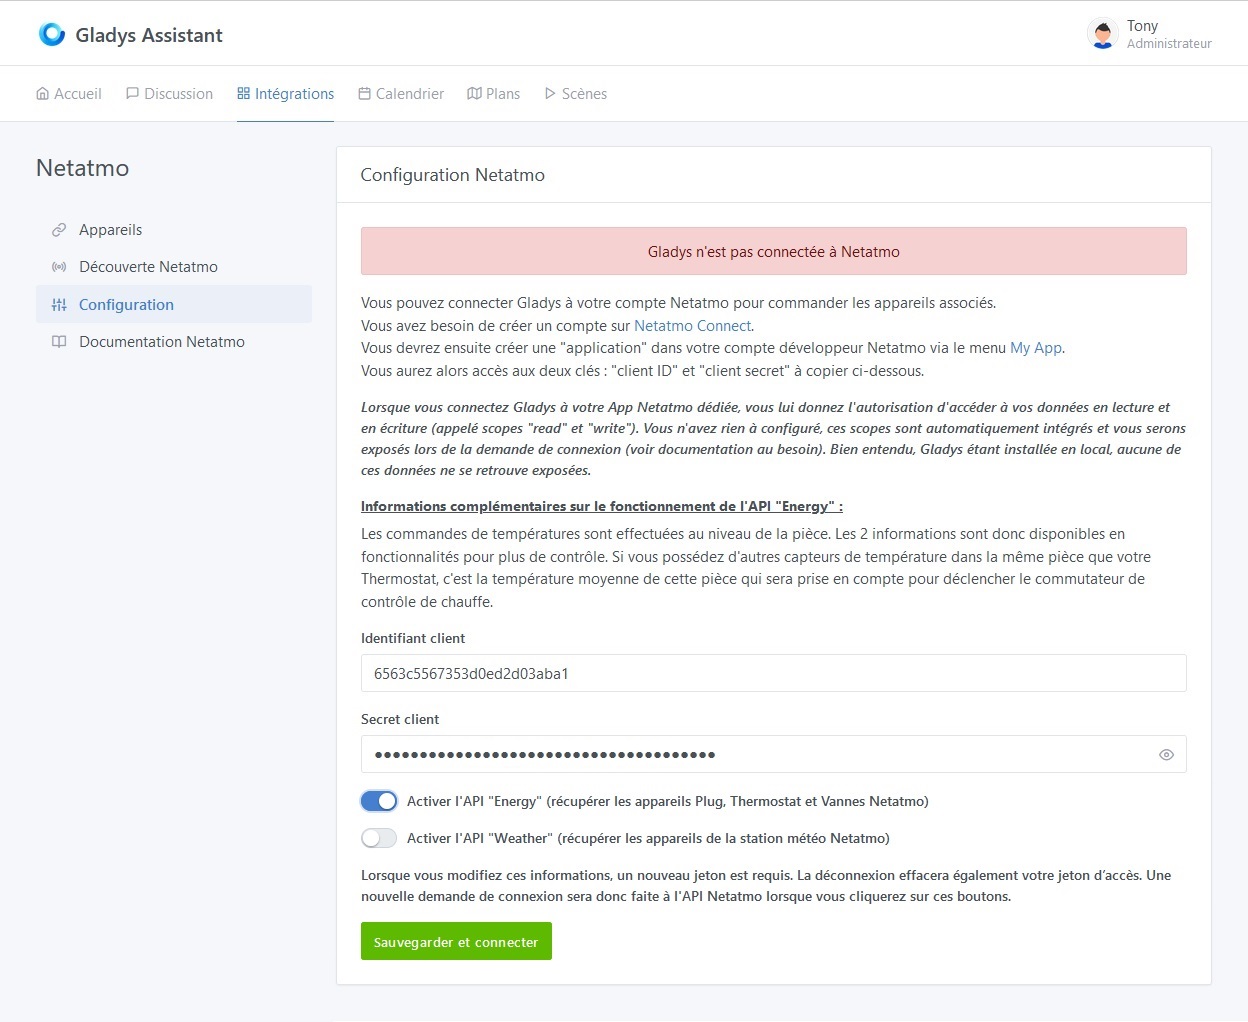 Gladys Assistant
Tony
Administrateur
Accueil
Discussion
Intégrations
Calendrier
Plans
Scènes
Netatmo
Appareils
Découverte Netatmo
Configuration
Documentation Netatmo
Configuration Netatmo
Gladys n'est pas connectée à Netatmo
Vous pouvez connecter Gladys à votre compte Netatmo pour commander les appareils associés.
Vous avez besoin de créer un compte sur Netatmo Connect.
Vous devrez ensuite créer une "application" dans votre compte développeur Netatmo via le menu My App.
Vous aurez alors accès aux deux clés : "client ID" et "client secret" à copier ci-dessous.
Lorsque vous connectez Gladys à votre App Netatmo dédiée, vous lui donnez l'autorisation d'accéder à vos données en lecture et
en écriture (appelé scopes "read" et "write"). Vous n'avez rien à configuré, ces scopes sont automatiquement intégrés et vous serons
exposés lors de la demande de connexion (voir documentation au besoin). Bien entendu, Gladys étant installée en local, aucune de
ces données ne se retrouve exposées.
Informations complémentaires sur le fonctionnement de l'API "Energy" :
Les commandes de températures sont effectuées au niveau de la pièce. Les 2 informations sont donc disponibles en
fonctionnalités pour plus de contrôle. Si vous possédez d'autres capteurs de température dans la même pièce que votre
Thermostat, c'est la température moyenne de cette pièce qui sera prise en compte pour déclencher le commutateur de
contrôle de chauffe.
Identifiant client
6563c5567353d0ed2d03aba1
Secret client
••••••••••••••••••••••••••••••••••••••
Activer l'API "Energy" (récupérer les appareils Plug, Thermostat et Vannes Netatmo)
Activer l'API "Weather" (récupérer les appareils de la station météo Netatmo)
Lorsque vous modifiez ces informations, un nouveau jeton est requis. La déconnexion effacera également votre jeton d’accès. Une
nouvelle demande de connexion sera donc faite à l'API Netatmo lorsque vous cliquerez sur ces boutons.
Sauvegarder et connecter